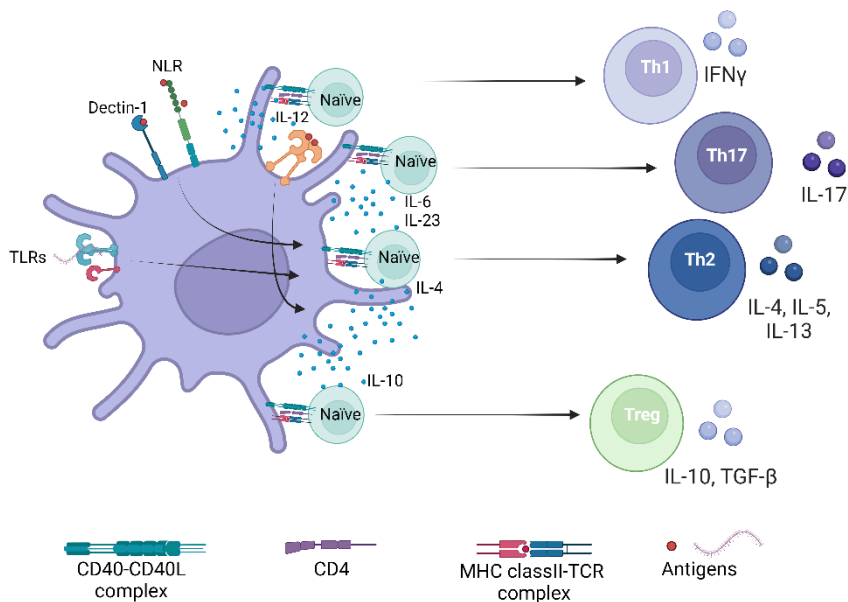 NLR
Dectin-1
TLRs
Naïve
IL-12
Naïve
IL-6
IL-23
Naïve
IL-4
IL-10
Naïve
Th1
IFNγ
Th17
IL-17
Th2
IL-4, IL-5,
IL-13
Treg
IL-10, TGF-β
CD40-CD40L
complex
CD4
MHC classII-TCR
complex
Antigens